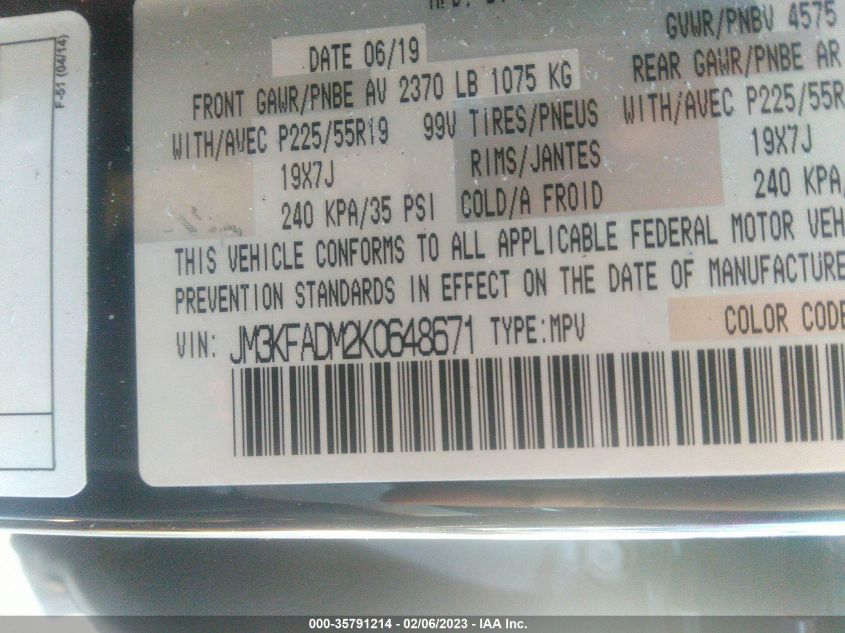 F-51 (04/14)
GVWR/PNBV 4575
DATE 06/19
REAR GAWR/PNBE AR
FRONT GAWR/PNBE AV 2370 LB 1075 KG
WITH/AVEC P225/55R
WITH/AVEC P225/55R19 99V TIRES/PNEUS
19X7J RIMS/JANTES 19X7J
240 KPA/35 PSI COLD/A FROID 240 KPA/
THIS VEHICLE CONFORMS TO ALL APPLICABLE FEDERAL MOTOR VEH
PREVENTION STANDARDS IN EFFECT ON THE DATE OF MANUFACTURE
VIN: JM3KFADM2K0648671 TYPE:MPV COLOR CODE
000-35791214 - 02/06/2023 - IAA Inc.